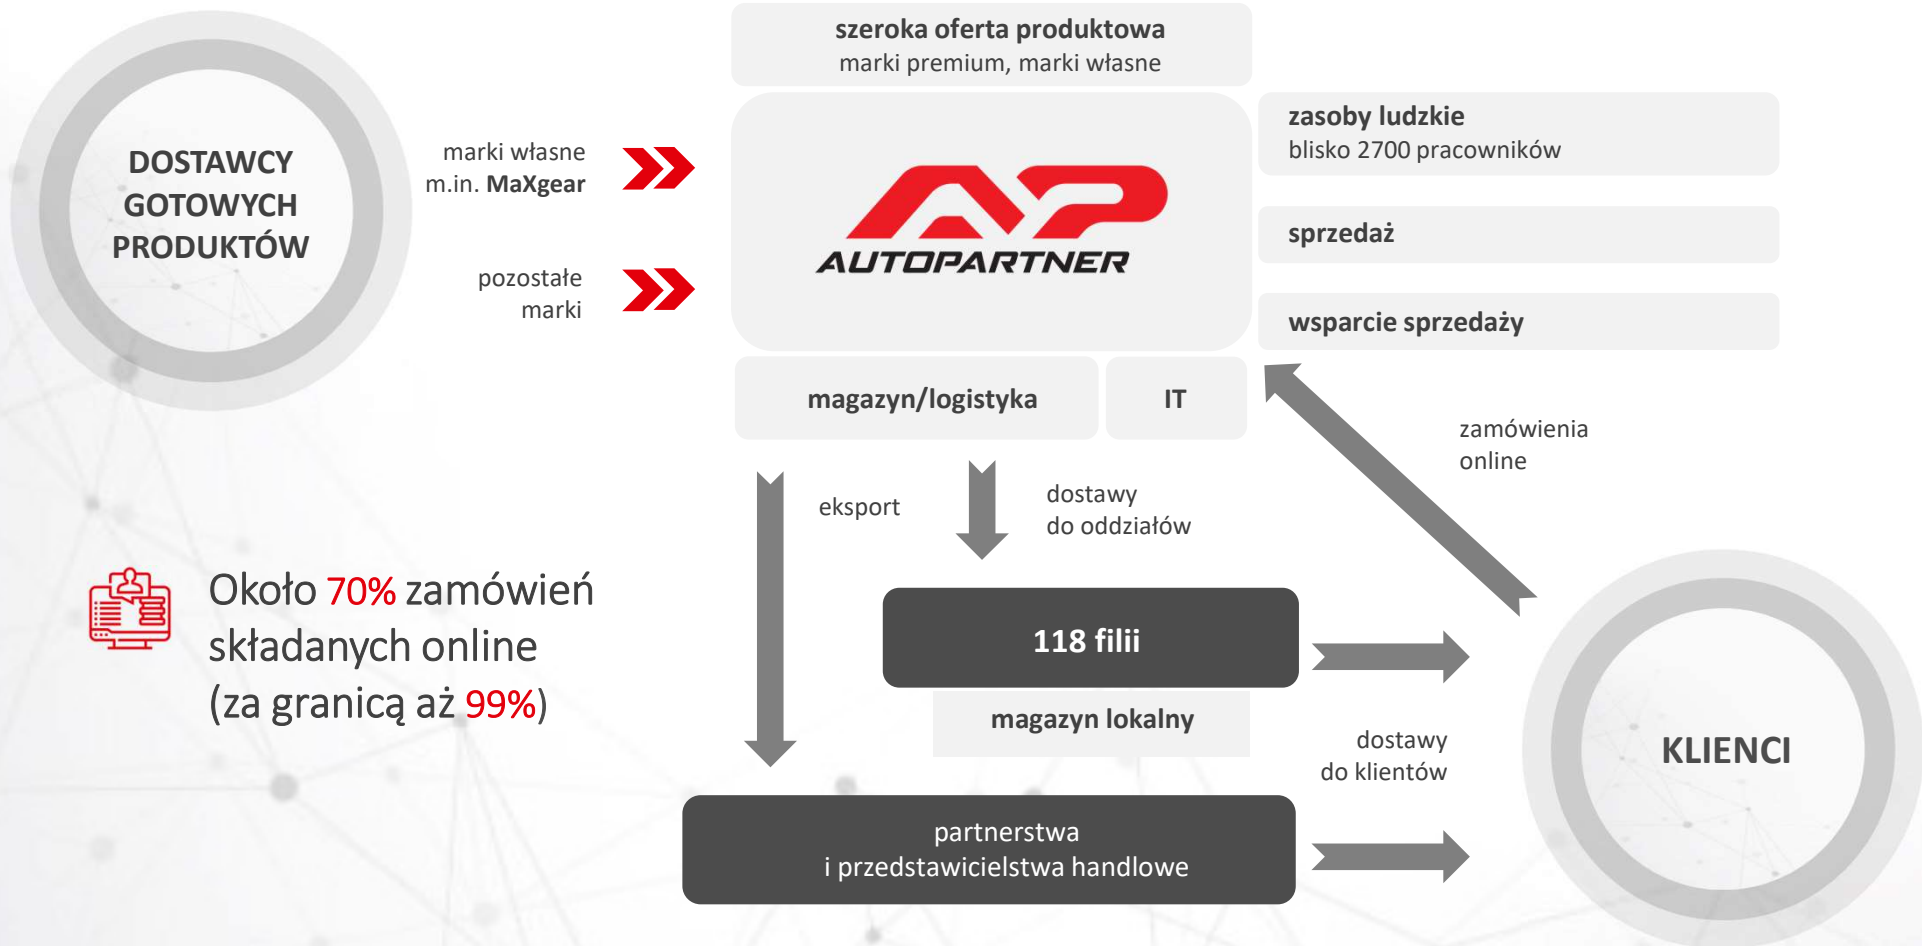 szeroka oferta produktowa
marki premium, marki własne
DOSTAWCY
GOTOWYCH
PRODUKTÓW
marki własne
m.in. MaXgear
pozostałe
marki
AP
AUTOPARTNER
zasoby ludzkie
blisko 2700 pracowników
sprzedaż
wsparcie sprzedaży
magazyn/logistyka
IT
zamówienia
online
eksport
dostawy
do oddziałów
Około 70% zamówień
składanych online
(za granicą aż 99%)
118 filii
magazyn lokalny
dostawy
do klientów
KLIENCI
partnerstwa
i przedstawicielstwa handlowe